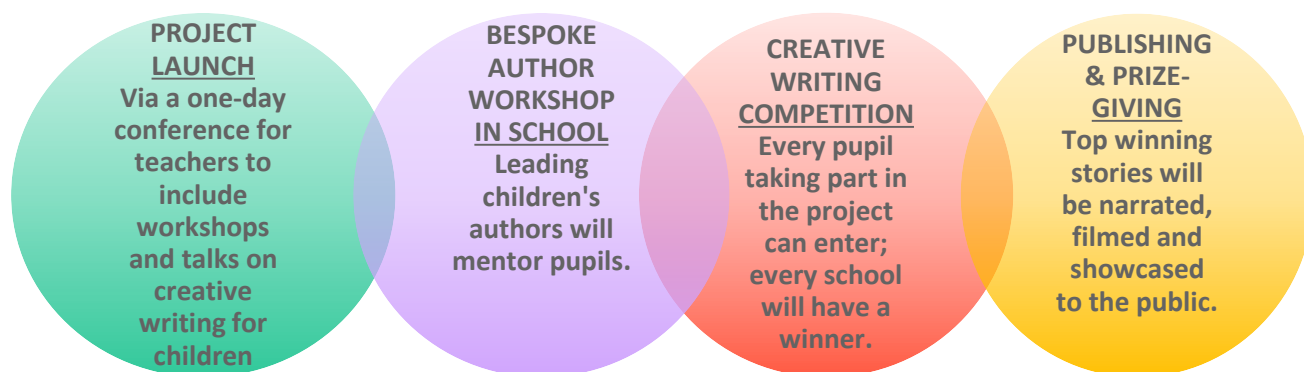 PROJECT
LAUNCH
Via a one-day
conference for
teachers to
include
workshops
and talks on
creative
writing for
children
BESPOKE
AUTHOR
WORKSHOP
IN SCHOOL
Leading
children's
authors will
mentor pupils.
CREATIVE
WRITING
COMPETITION
Every pupil
taking part in
the project
can enter;
every school
will have a
winner.
PUBLISHING
& PRIZE-
GIVING
Top winning
stories will
be narrated,
filmed and
showcased
to the public.